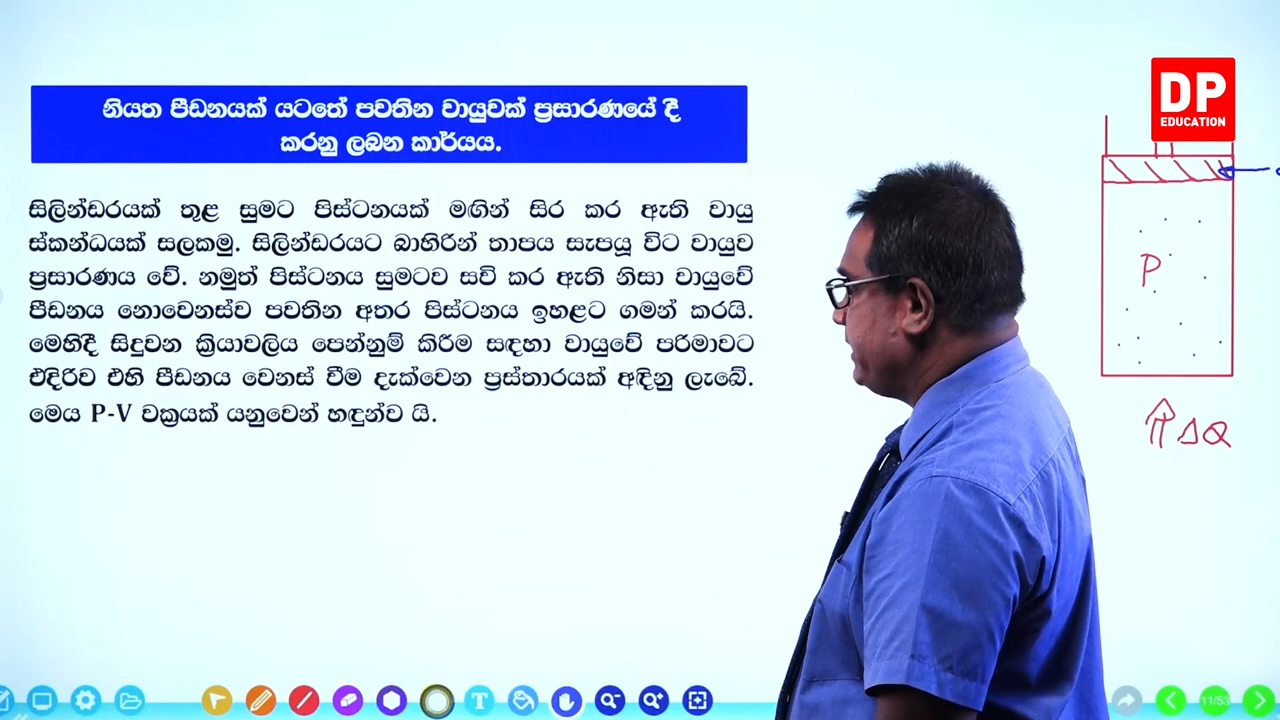 නියත පීඩනයක් යටතේ පවතින වායුවක් ප්‍රසාරණයේ දී
කරනු ලබන කාර්යය.
DP
EDUCATION
සිලින්ඩරයක් තුළ සුමට පිස්ටනයක් මඟින් සිර කර ඇති වායු
ස්කන්ධයක් සලකමු. සිලින්ඩරයට බාහිරින් තාපය සැපයූ විට වායුව
ප්‍රසාරණය වේ. නමුත් පිස්ටනය සුමටව සවි කර ඇති නිසා වායුවේ
පීඩනය නොවෙනස්ව පවතින අතර පිස්ටනය ඉහළට ගමන් කරයි.
මෙහිදී සිදුවන ක්‍රියාවලිය පෙන්නුම් කිරීම සඳහා වායුවේ පරිමාවට
එදිරිව එහි පීඩනය වෙනස් වීම දැක්වෙන ප්‍රස්තාරයක් අඳිනු ලැබේ.
මෙය P-V වක්‍රයක් යනුවෙන් හඳුන්ව යි.
P
ΔQ
T
11/53